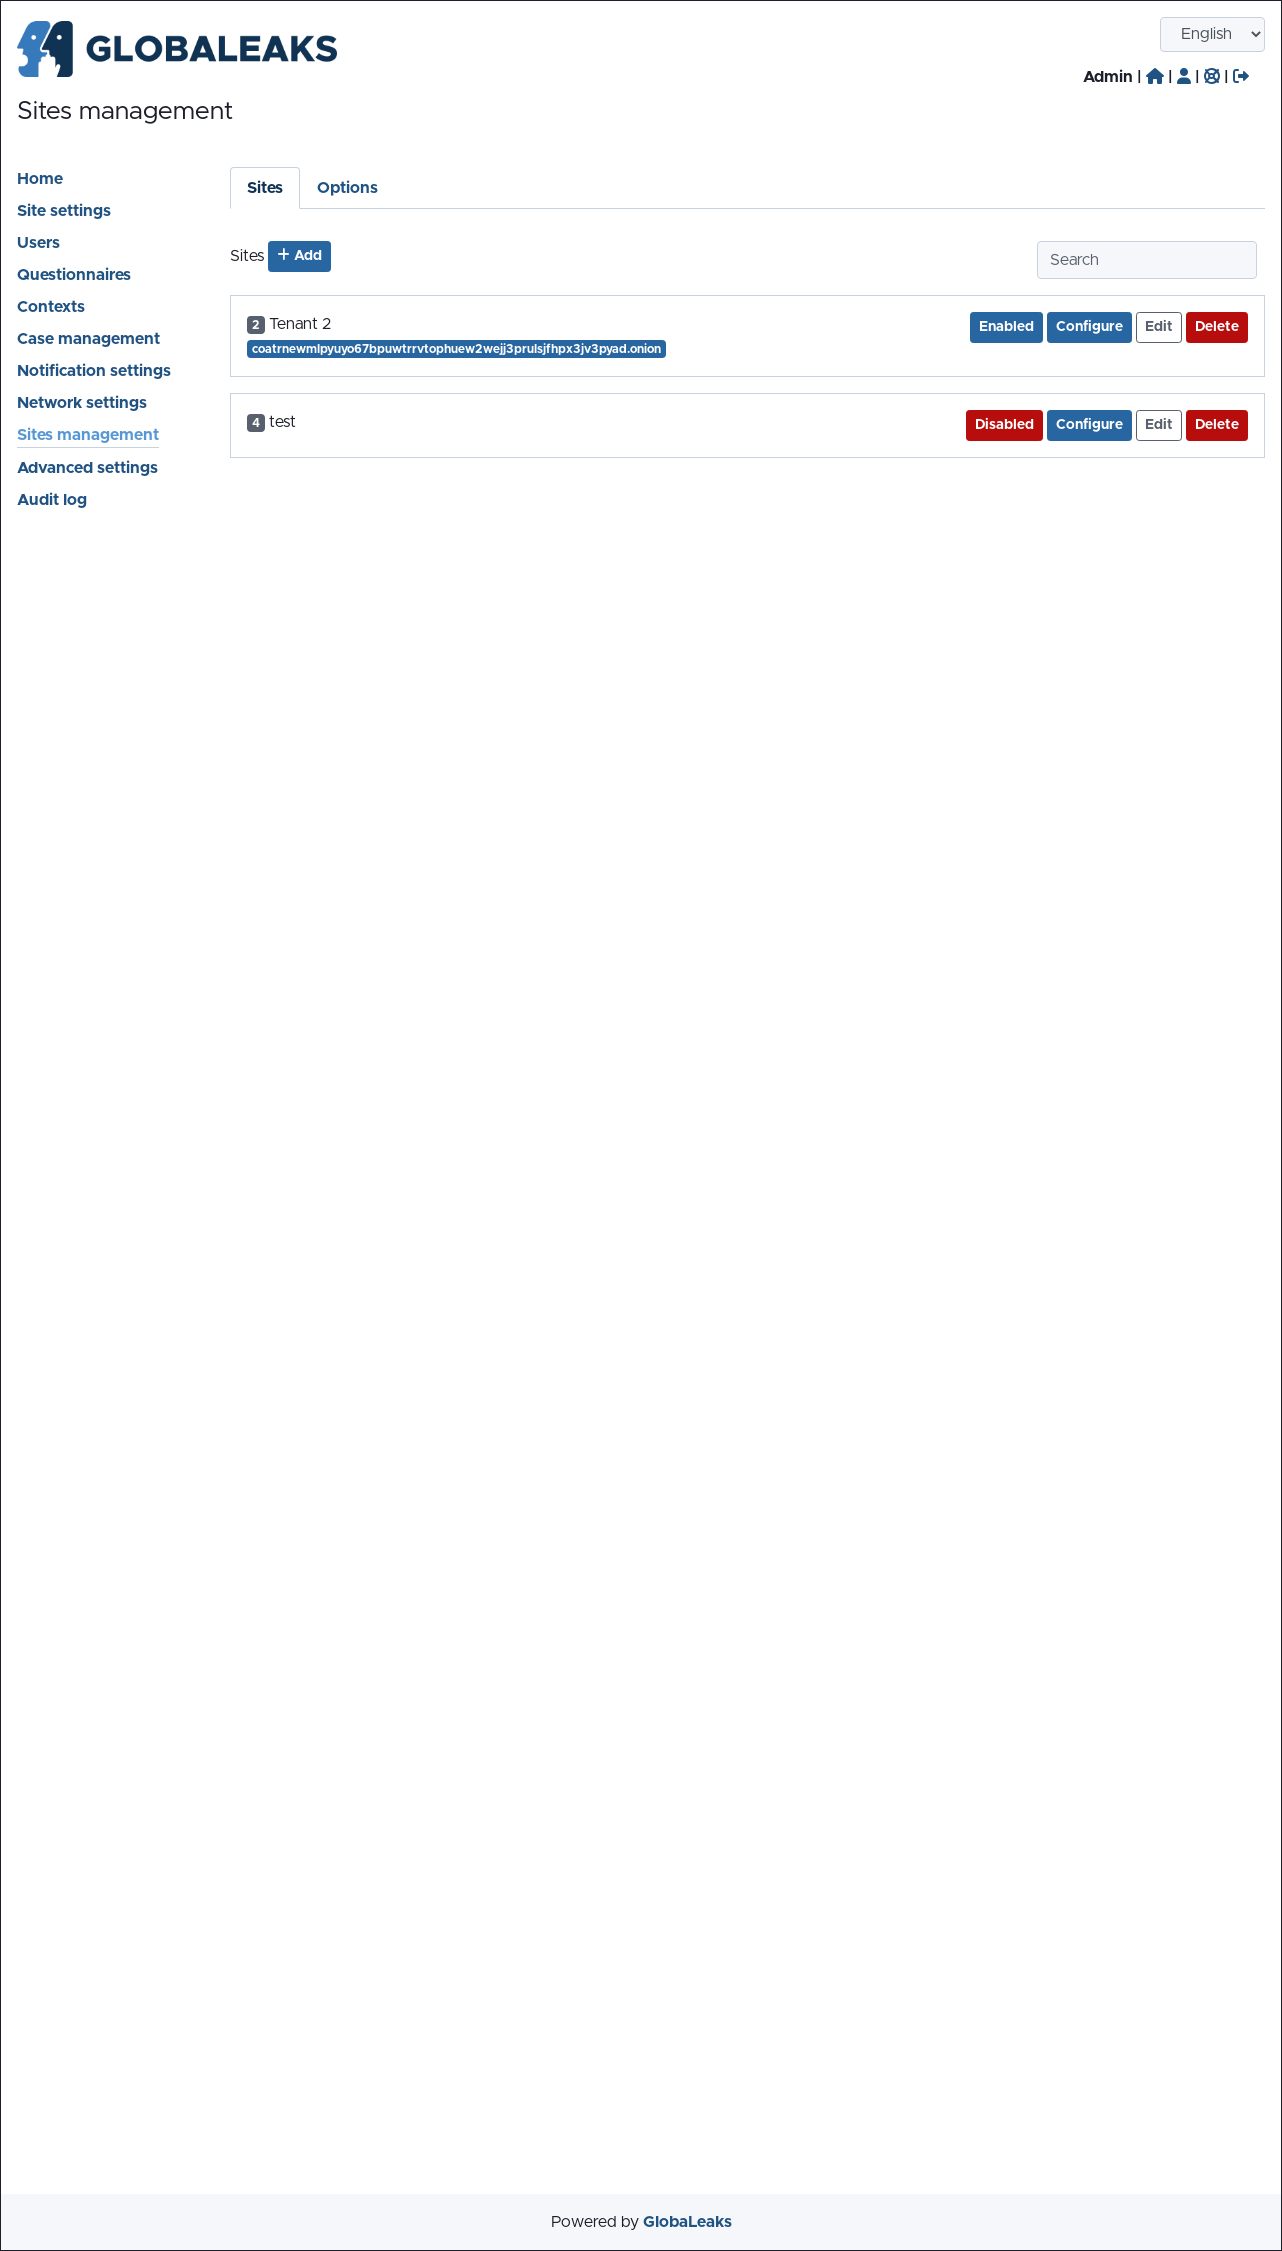 GLOBALEAKS
English
Admin | | | |
Sites management
Home
Site settings
Users
Questionnaires
Contexts
Case management
Notification settings
Network settings
Sites management
Advanced settings
Audit log
Sites Options
Sites + Add
Search
2 Tenant 2
Enabled Configure Edit Delete
coatrnewmlpyuyo67bpuwtrrvtophuew2wejj3prulsjfhpx3jv3pyad.onion
4 test
Disabled Configure Edit Delete
Powered by GlobaLeaks